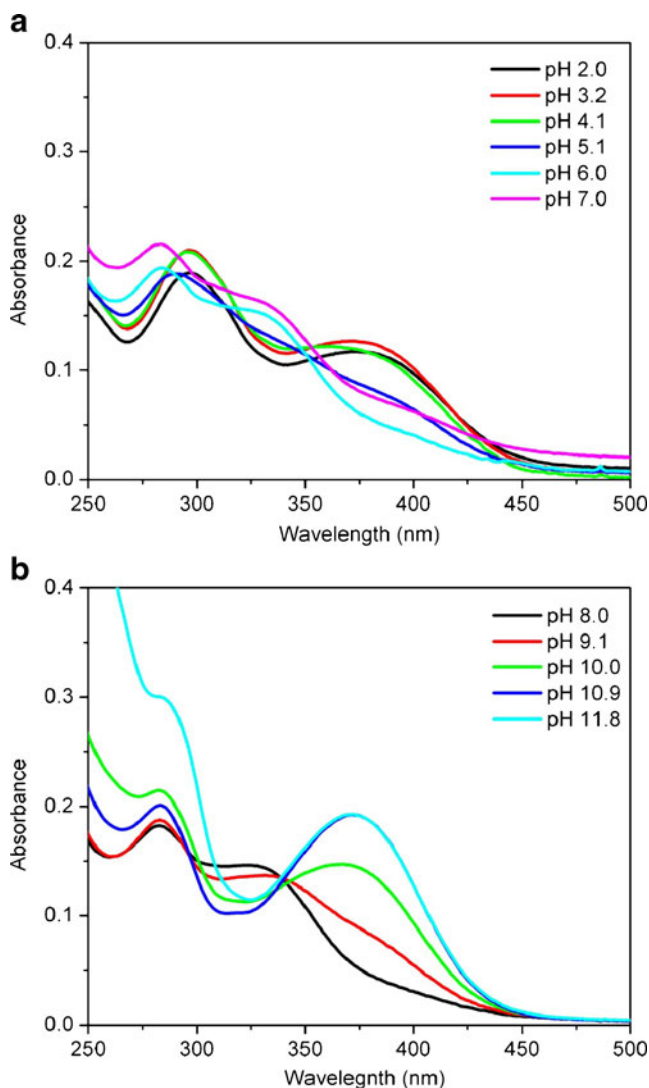 a
0.4
0.3
0.2
0.1
0.0
Absorbance
pH 2.0
pH 3.2
pH 4.1
pH 5.1
pH 6.0
pH 7.0
250 300 350 400 450 500
Wavelength (nm)
b
0.4
0.3
0.2
0.1
0.0
Absorbance
pH 8.0
pH 9.1
pH 10.0
pH 10.9
pH 11.8
250 300 350 400 450 500
Wavelegnth (nm)